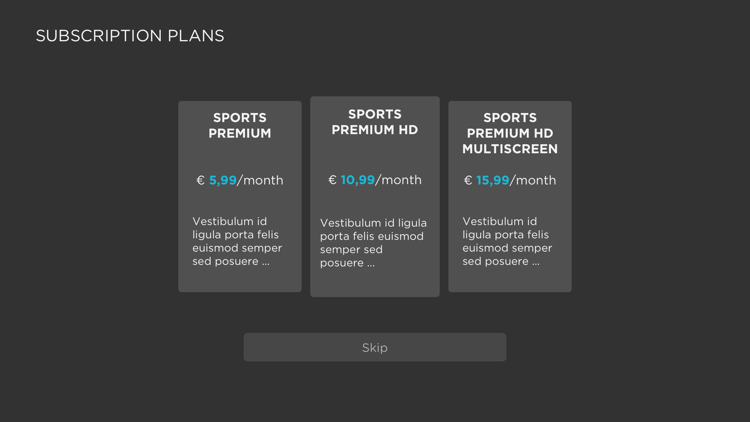 SUBSCRIPTION PLANS
SPORTS
PREMIUM
€ 5,99/month
Vestibulum id
ligula porta felis
euismod semper
sed posuere ...
SPORTS
PREMIUM HD
€ 10,99/month
Vestibulum id ligula
porta felis euismod
semper sed
posuere ...
SPORTS
PREMIUM HD
MULTISCREEN
€ 15,99/month
Vestibulum id
ligula porta felis
euismod semper
sed posuere ...
Skip